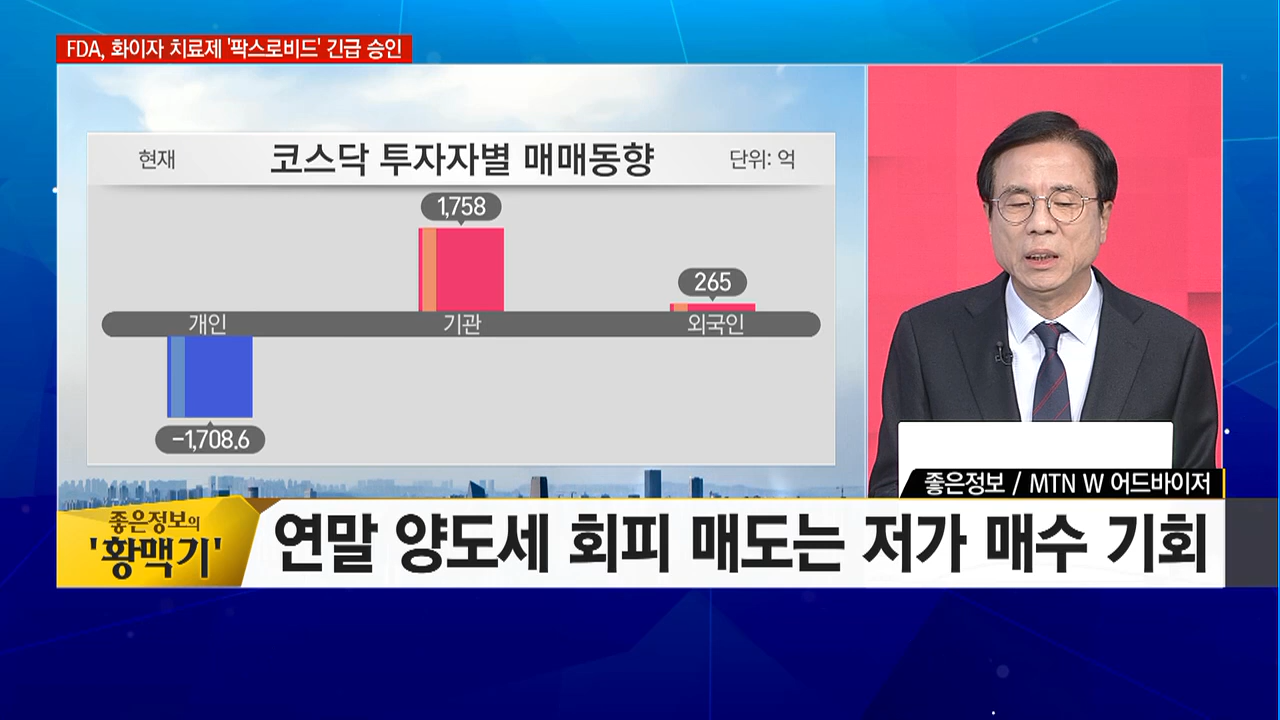 FDA, 화이자 치료제 '팍스로비드' 긴급 승인
현재
코스닥 투자자별 매매동향
단위: 억
1,758
265
개인
기관
외국인
-1,708.6
좋은정보 / MTN W 어드바이저
좋은정보의
'황맥기'
연말 양도세 회피 매도는 저가 매수 기회